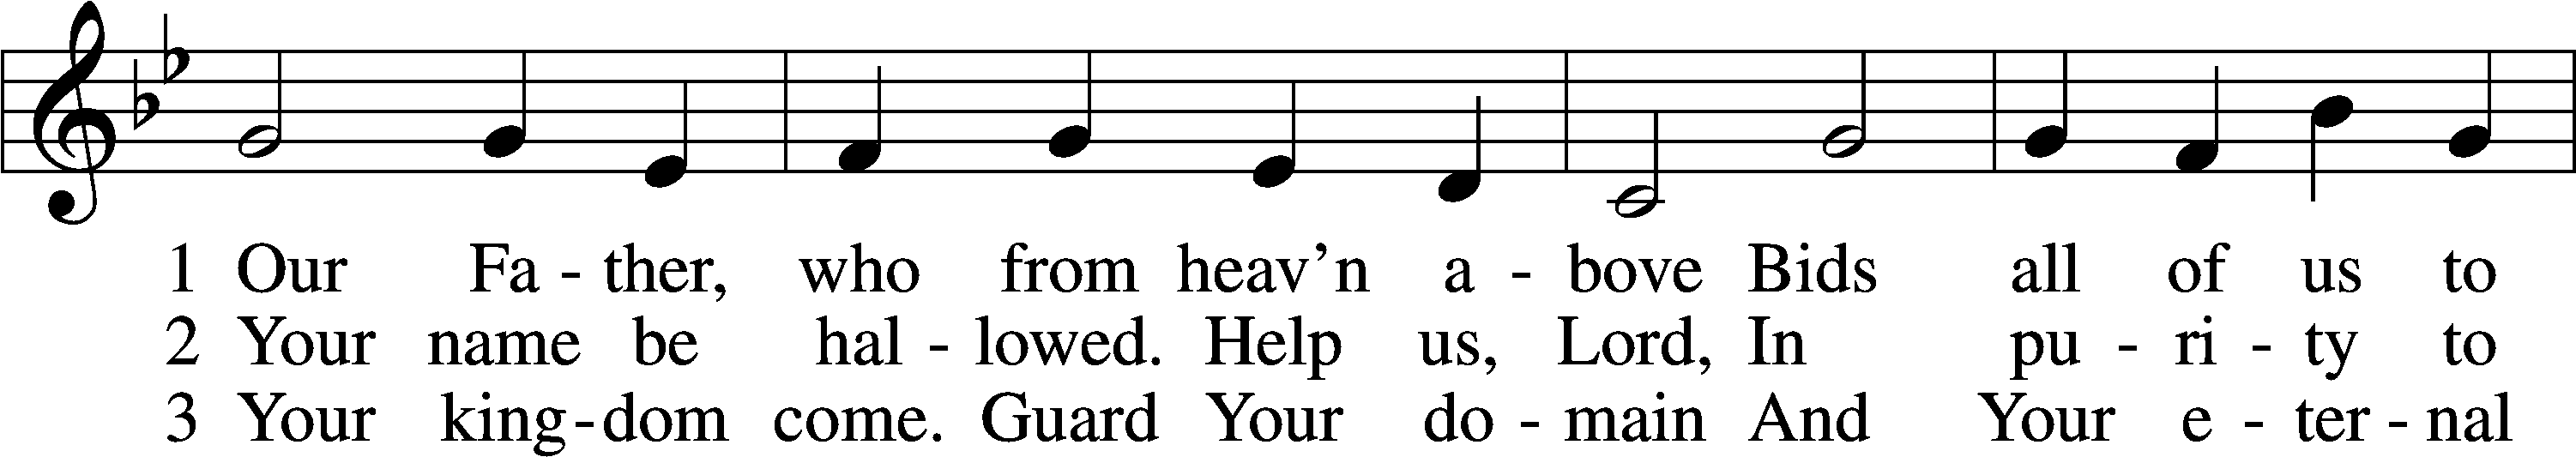 1 Our Fa - ther, who from heav’n a - bove Bids all of us to
2 Your name be hal - lowed. Help us, Lord, In pu - ri - ty to
3 Your king - dom come. Guard Your do - main And Your e - ter - nal